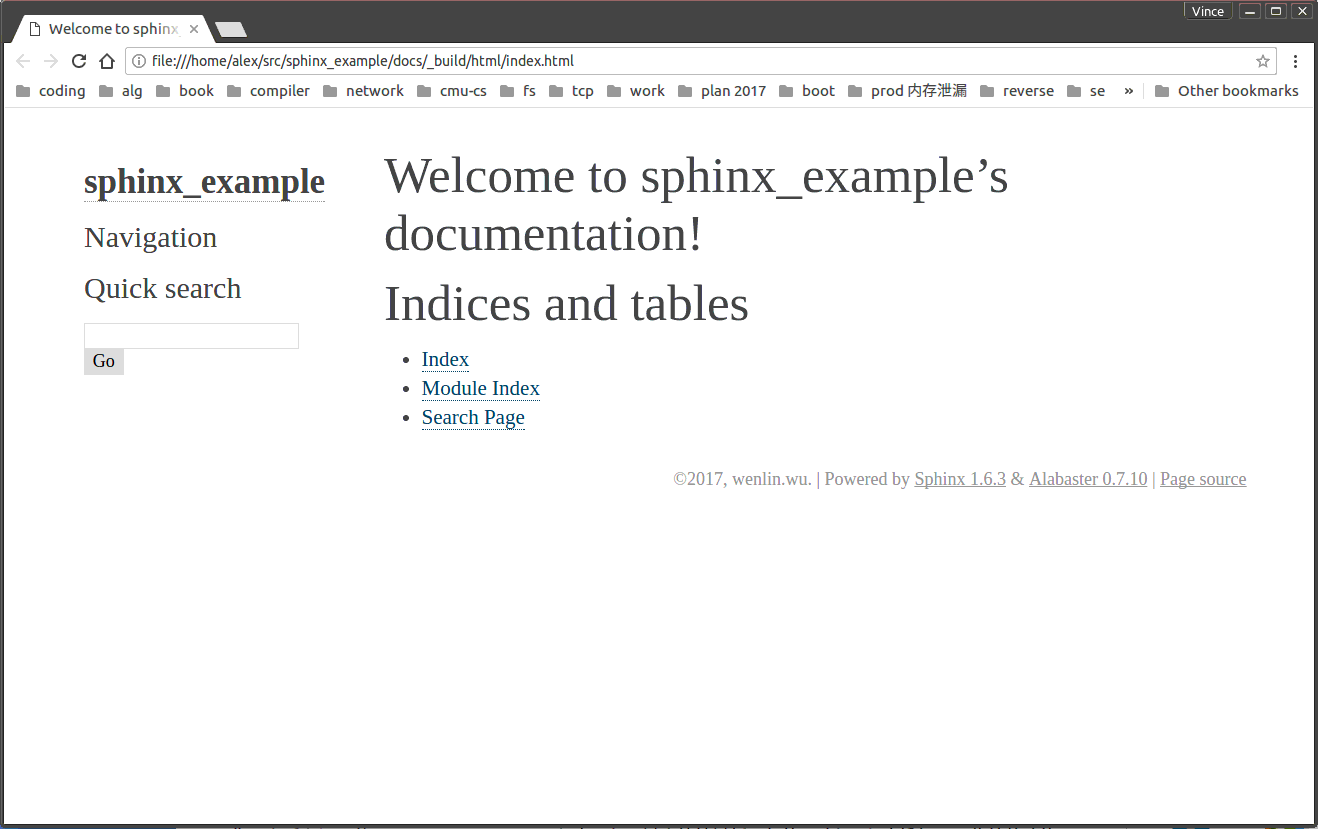 Vince
Welcome to sphinx
file:///home/alex/src/sphinx_example/docs/_build/html/index.html
coding alg book compiler network cmu-cs fs tcp work plan 2017 boot prod 内存泄漏 reverse se » Other bookmarks
sphinx_example
Navigation
Quick search
Go
Welcome to sphinx_example’s
documentation!
Indices and tables
Index
Module Index
Search Page
©2017, wenlin.wu. | Powered by Sphinx 1.6.3 & Alabaster 0.7.10 | Page source